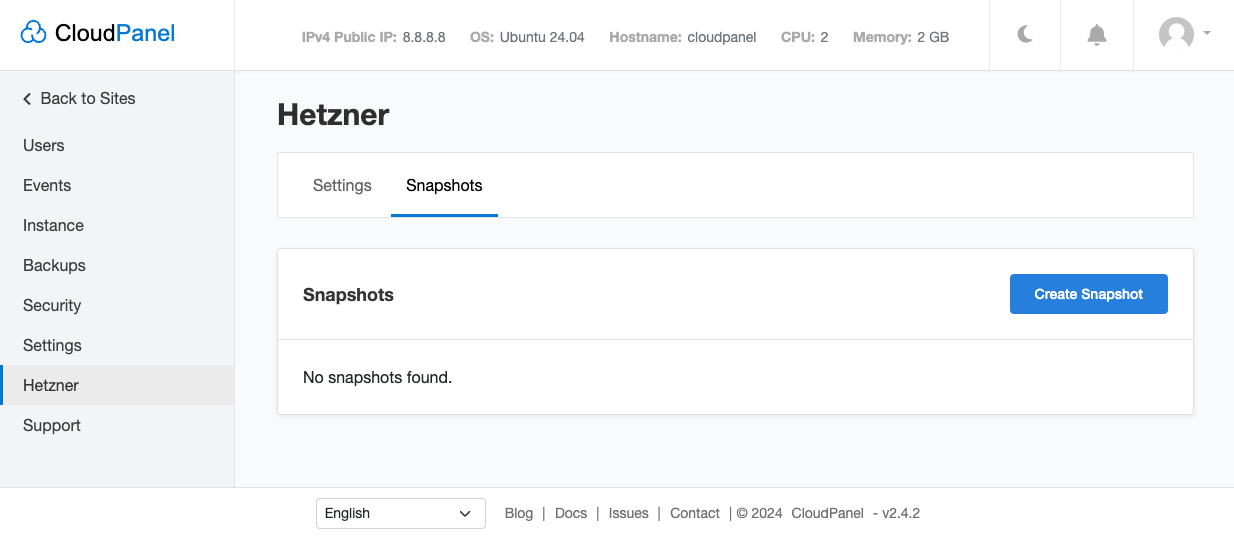 CloudPanel
IPv4 Public IP: 8.8.8.8 OS: Ubuntu 24.04 Hostname: cloudpanel CPU: 2 Memory: 2 GB
Back to Sites
Users
Events
Instance
Backups
Security
Settings
Hetzner
Support
Hetzner
Settings Snapshots
Snapshots
Create Snapshot
No snapshots found.
English
Blog | Docs | Issues | Contact | © 2024 CloudPanel - v2.4.2